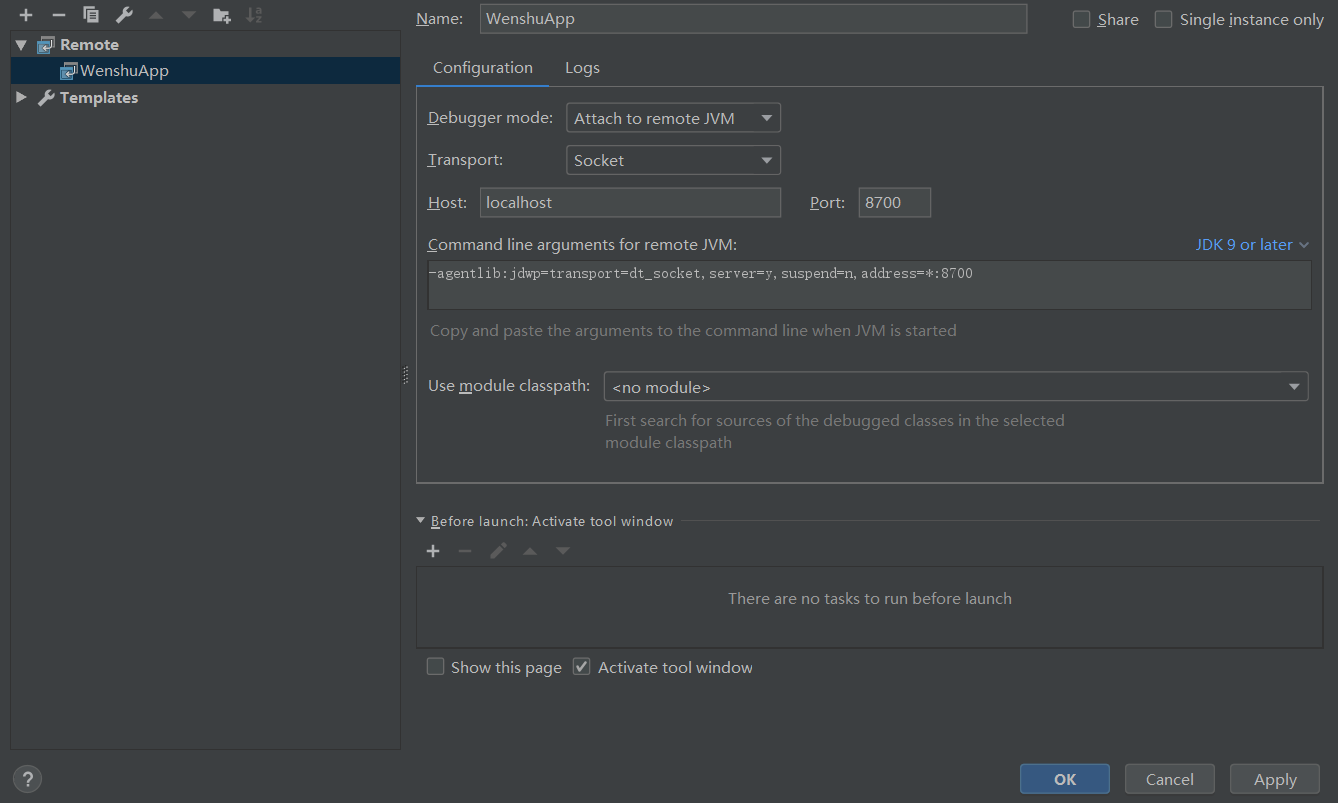 Name: WenshuApp
Share
Single instance only
Remote
WenshuApp
Templates
Configuration
Logs
Debugger mode: Attach to remote JVM
Transport: Socket
Host: localhost
Port: 8700
Command line arguments for remote JVM:
JDK 9 or later
-agentlib:jdwp=transport=dt_socket,server=y,suspend=n,address=*:8700
Copy and paste the arguments to the command line when JVM is started
Use module classpath: <no module>
First search for sources of the debugged classes in the selected
module classpath
Before launch: Activate tool window
There are no tasks to run before launch
Show this page
Activate tool window
?
OK
Cancel
Apply